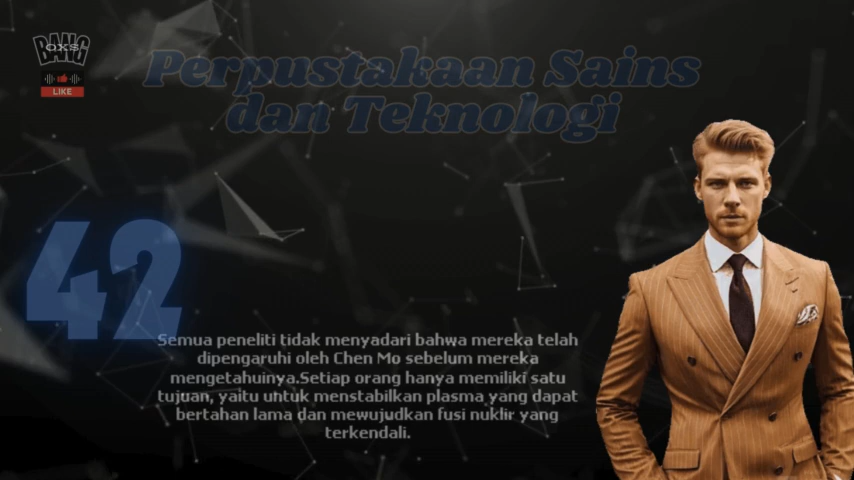 BANG
OXS
LIKE
Perpustakaan Sains
dan Teknologi
42
Semua peneliti tidak menyadari bahwa mereka telah
dipengaruhi oleh Chen Mo sebelum mereka
mengetahuinya.Setiap orang hanya memiliki satu
tujuan, yaitu untuk menstabilkan plasma yang dapat
bertahan lama dan mewujudkan fusi nuklir yang
terkendali.